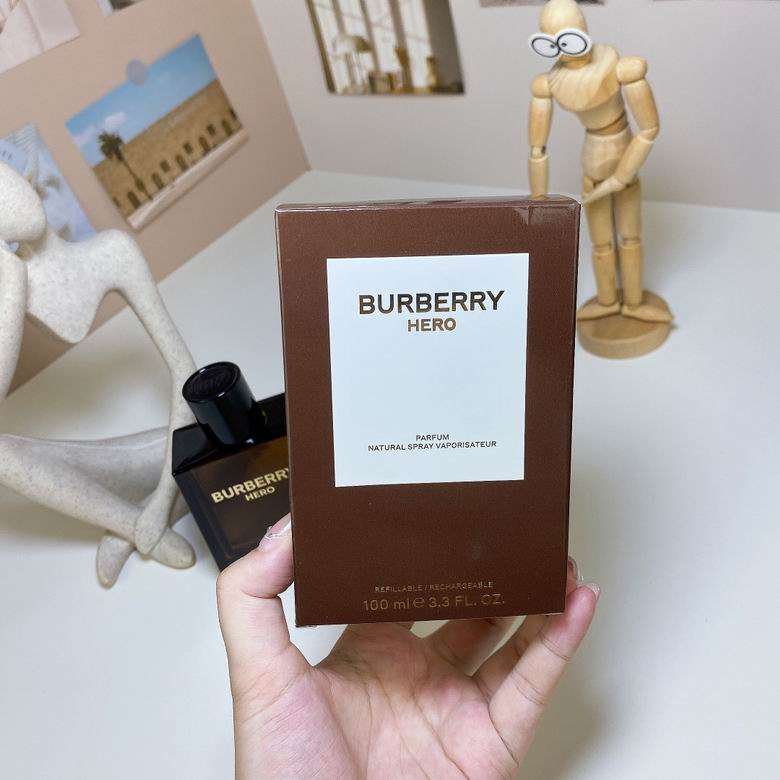 BURBERRY
HERO
PARFUM
NATURAL SPRAY VAPORISATEUR
REFILLABLE / RECHARGEABLE
100 ml ℮ 3.3 FL. OZ.
BURBERRY
HERO